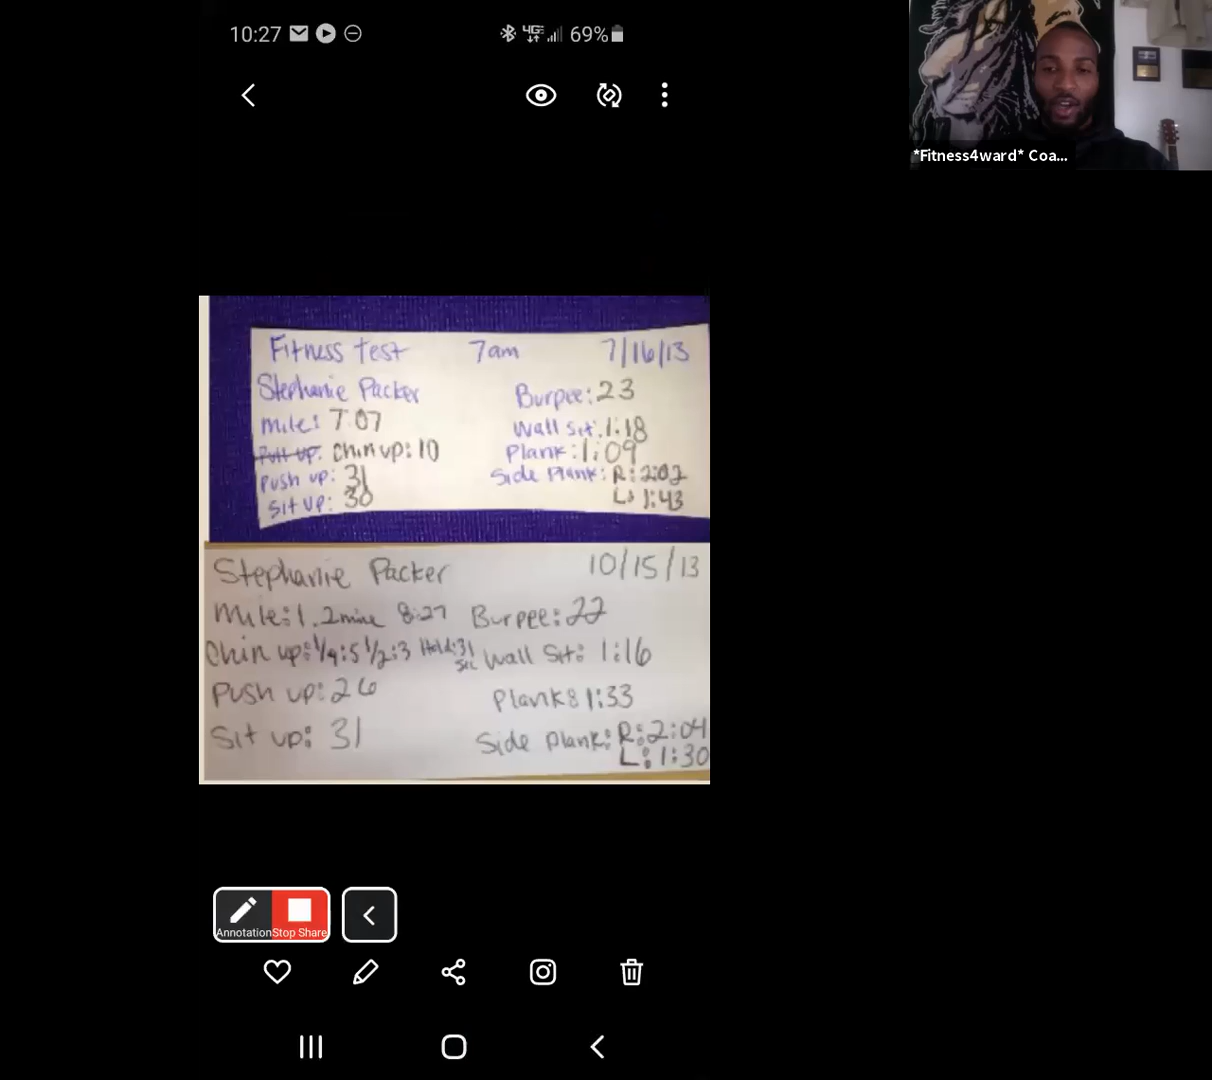 10:27 69%
*Fitness4ward* Coa...
Fitness test 7am 7/16/13
Stephanie Packer Burpee: 23
Mile: 7:07 Wall Sit: 1:18
Pull up: Chin up: 10 Plank: 1:09
Push up: 31 Side Plank: R: 2:02
Sit up: 30 L: 1:43
Stephanie Packer 10/15/13
Mile: 1.2 8:27 Burpee: 22
Chin up: 1/4:5 1/2:3 Hold:31 sec Wall Sit: 1:16
Push up: 26 Plank: 1:33
Sit up: 31 Side Plank: R: 2:04
L: 1:30
Annotation Stop Share